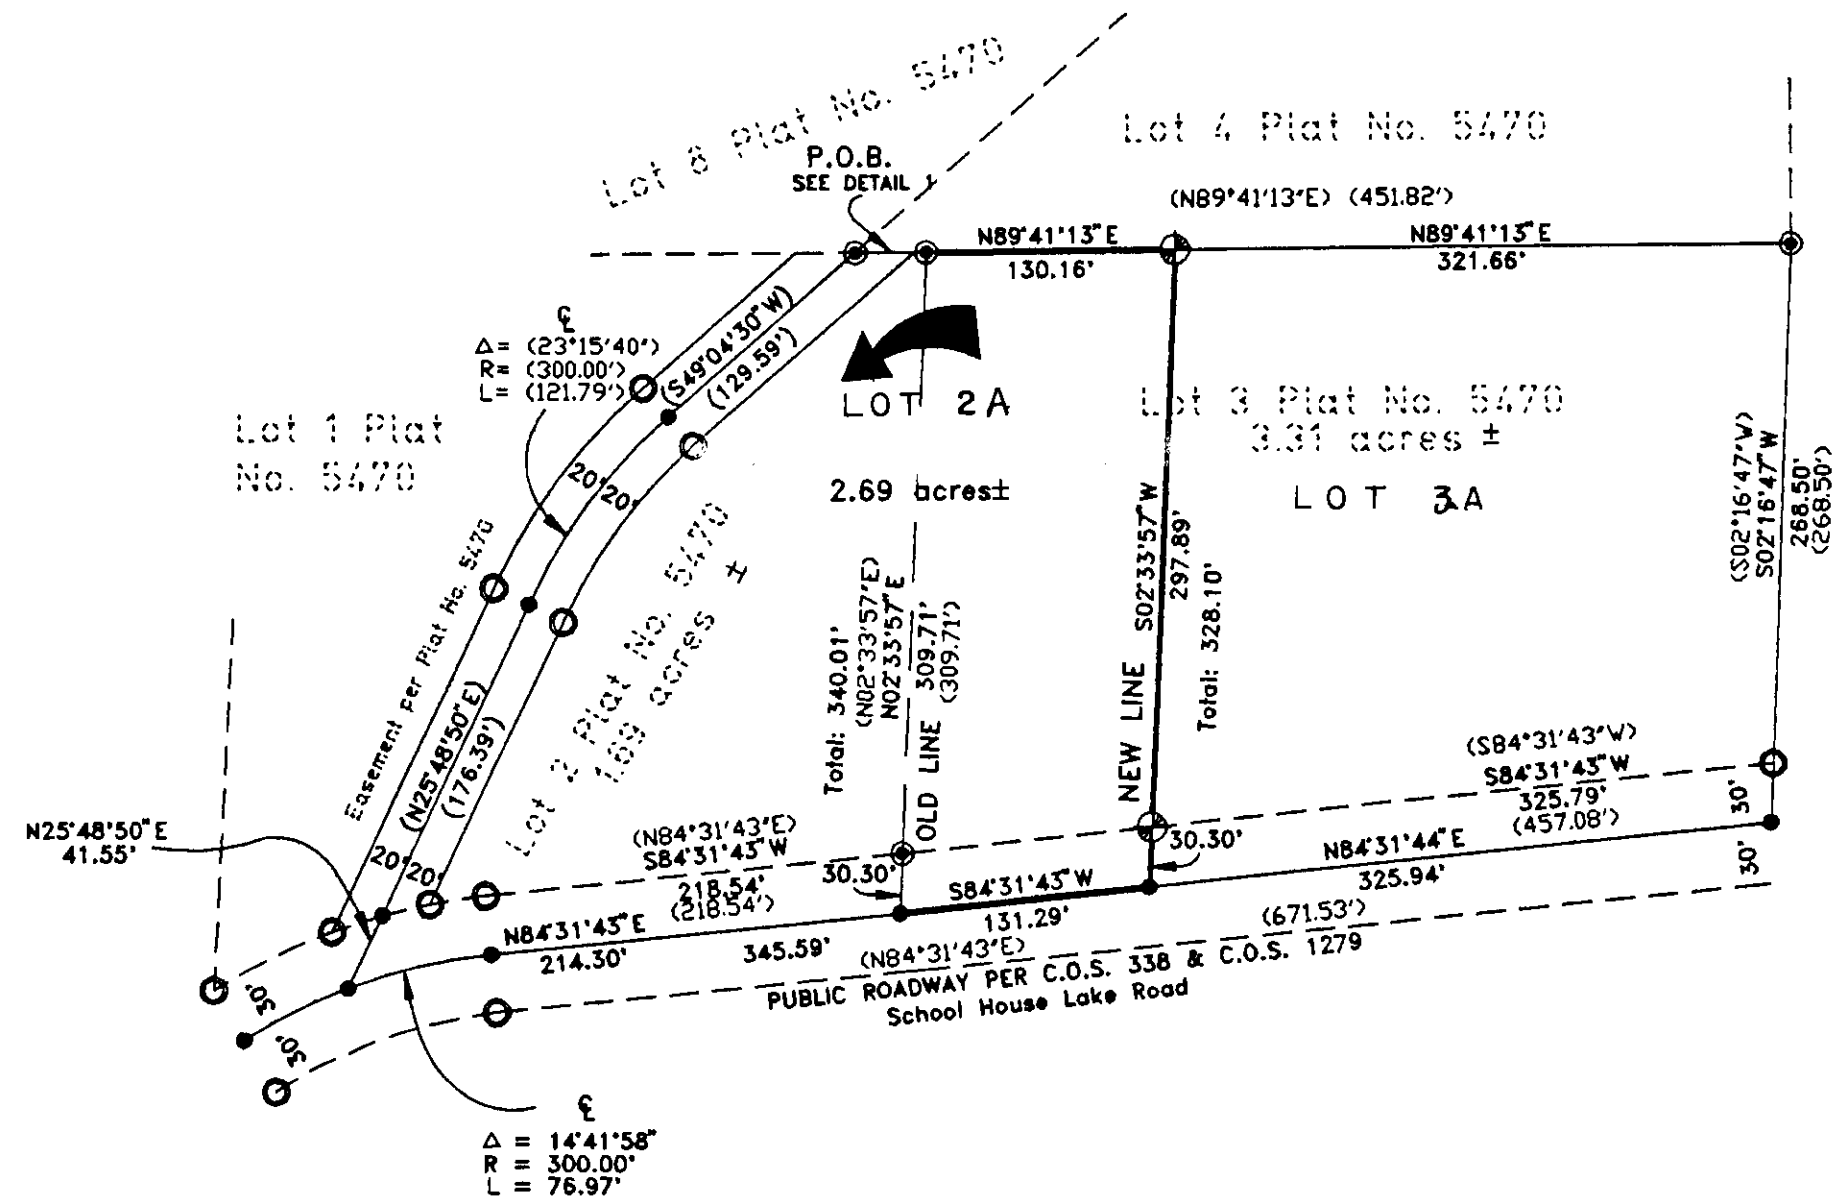 Lot 8 Plat No. 5470
P.O.B.
SEE DETAIL 1
Lot 4 Plat No. 5470
(N89°41'13"E) (451.82')
N89°41'13"E
130.16'
N89°41'13"E
321.66'
℄
Δ= (23°15'40")
R= (300.00')
L= (121.79')
(S49°04'30"W)
(129.59')
Lot 1 Plat
No. 5470
LOT 2A
2.69 acres±
Lot 3 Plat No. 5470
3.31 acres ±
LOT 3A
(S02°16'47"W)
S02°16'47"W
268.50'
(268.50')
20' 20'
Easement per Plat No. 5470
Lot 2 Plat No. 5470
1.69 acres ±
(N25°48'50"E)
(176.39')
Total: 340.01'
(N02°33'57"E)
N02°33'57"E
OLD LINE 309.71'
(309.71')
NEW LINE S02°33'57"W
297.89'
Total: 328.10'
N25°48'50"E
41.55'
20' 20'
(N84°31'43"E)
S84°31'43"W
218.54'
(218.54')
30.30'
30.30'
(S84°31'43"W)
S84°31'43"W
325.79'
(457.08')
30'
30'
S84°31'43"W
131.29'
N84°31'44"E
325.94'
N84°31'43"E
214.30'
345.59'
(N84°31'43"E)
(671.53')
PUBLIC ROADWAY PER C.O.S. 338 & C.O.S. 1279
School House Lake Road
30'
30'
℄
Δ = 14°41'58"
R = 300.00'
L = 76.97'